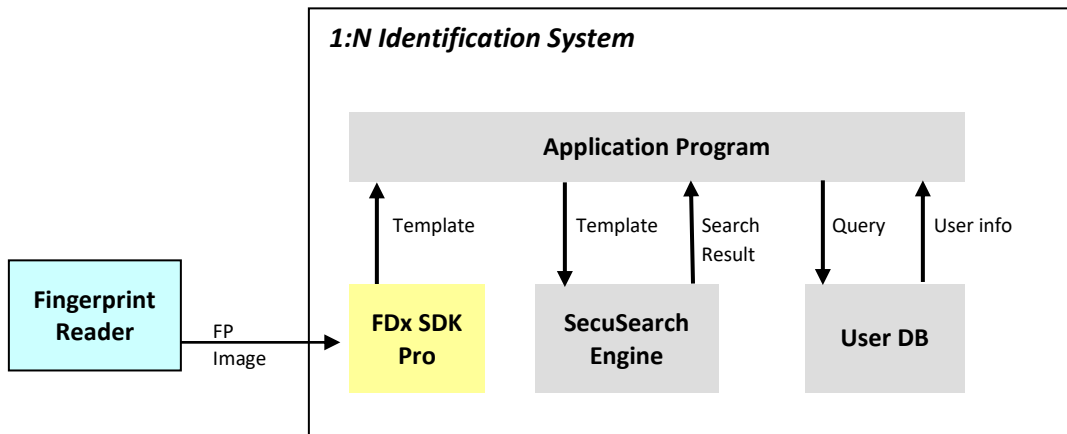 1:N Identification System
Application Program
Template
Template
Search
Result
Query
User info
Fingerprint
Reader
FP
Image
FDx SDK
Pro
SecuSearch
Engine
User DB